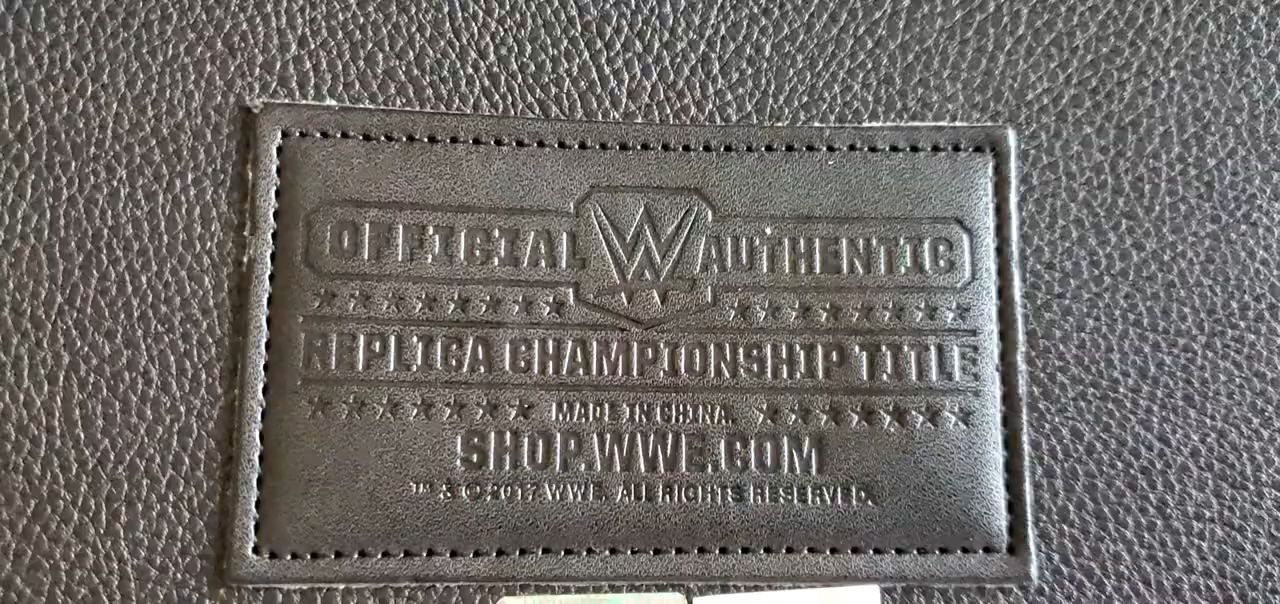 OFFICIAL W AUTHENTIC
REPLICA CHAMPIONSHIP TITLE
MADE IN CHINA.
SHOP.WWE.COM
™ & © 2017 WWE. ALL RIGHTS RESERVED.